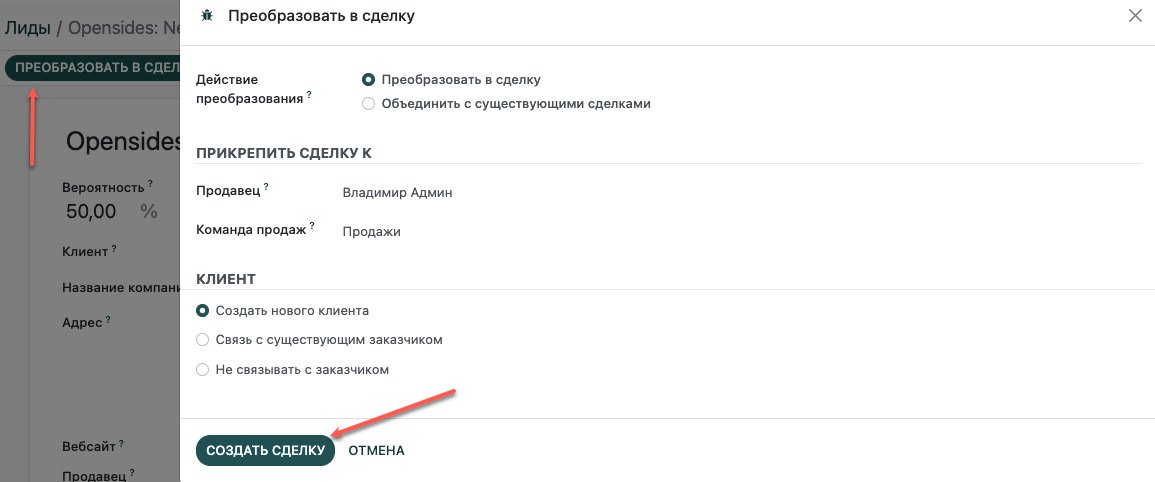 Преобразовать в сделку
Лиды / Opensides: Ne
ПРЕОБРАЗОВАТЬ В СДЕЛ
Действие
преобразования ?
Преобразовать в сделку
Объединить с существующими сделками
Opensides
ПРИКРЕПИТЬ СДЕЛКУ К
Вероятность ?
50,00 %
Продавец ?
Владимир Админ
Команда продаж ?
Продажи
Клиент ?
Название компани
Адрес ?
КЛИЕНТ
Создать нового клиента
Связь с существующим заказчиком
Не связывать с заказчиком
Вебсайт ?
Продавец ?
СОЗДАТЬ СДЕЛКУ
ОТМЕНА